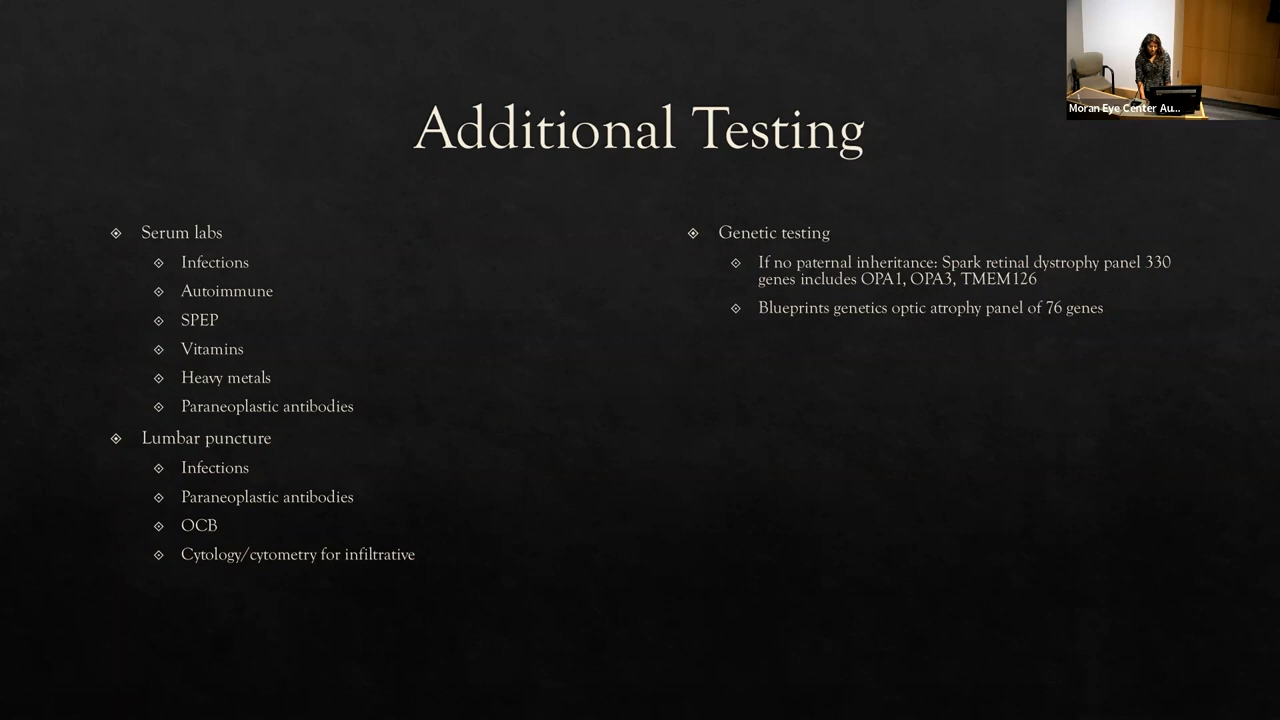 Moran Eye Center Au...
Additional Testing
Serum labs
Infections
Autoimmune
SPEP
Vitamins
Heavy metals
Paraneoplastic antibodies
Lumbar puncture
Infections
Paraneoplastic antibodies
OCB
Cytology/cytometry for infiltrative
Genetic testing
If no paternal inheritance: Spark retinal dystrophy panel 330
genes includes OPA1, OPA3, TMEM126
Blueprints genetics optic atrophy panel of 76 genes